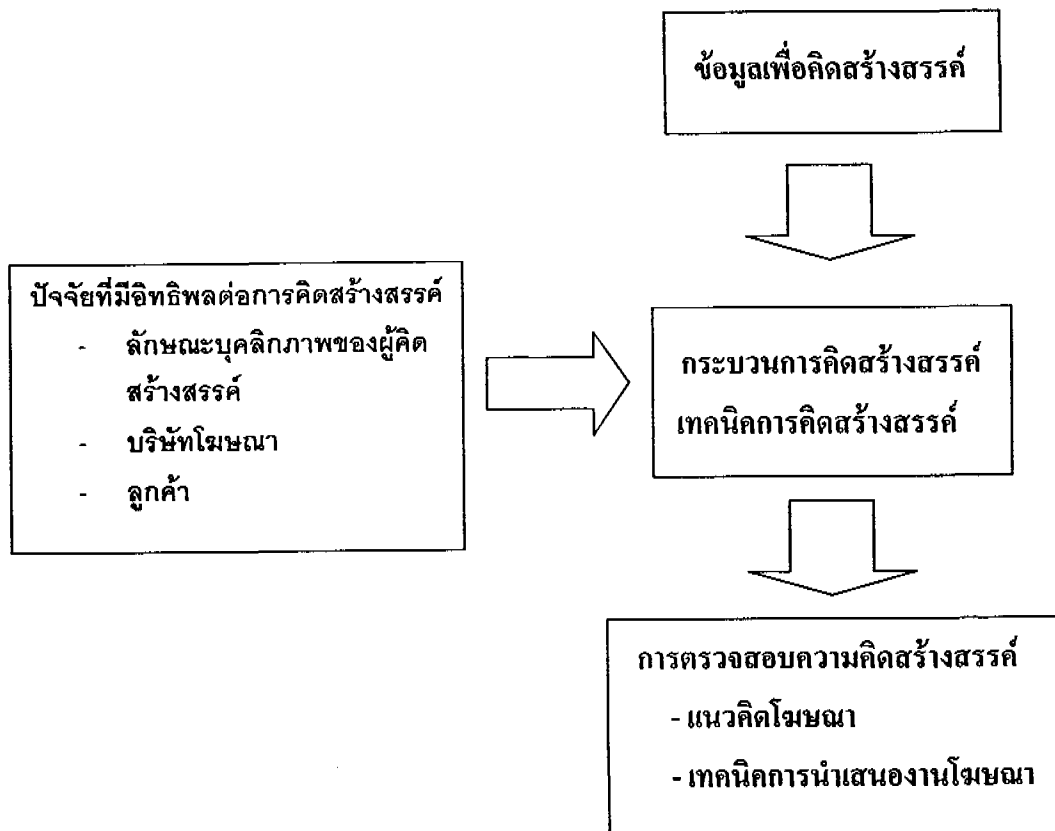 ข้อมูลเพื่อคิดสร้างสรรค์
ปัจจัยที่มีอิทธิพลต่อการคิดสร้างสรรค์
- ลักษณะบุคลิกภาพของผู้คิด
สร้างสรรค์
- บริษัทโฆษณา
- ลูกค้า
กระบวนการคิดสร้างสรรค์
เทคนิคการคิดสร้างสรรค์
การตรวจสอบความคิดสร้างสรรค์
- แนวคิดโฆษณา
- เทคนิคการนำเสนองานโฆษณา